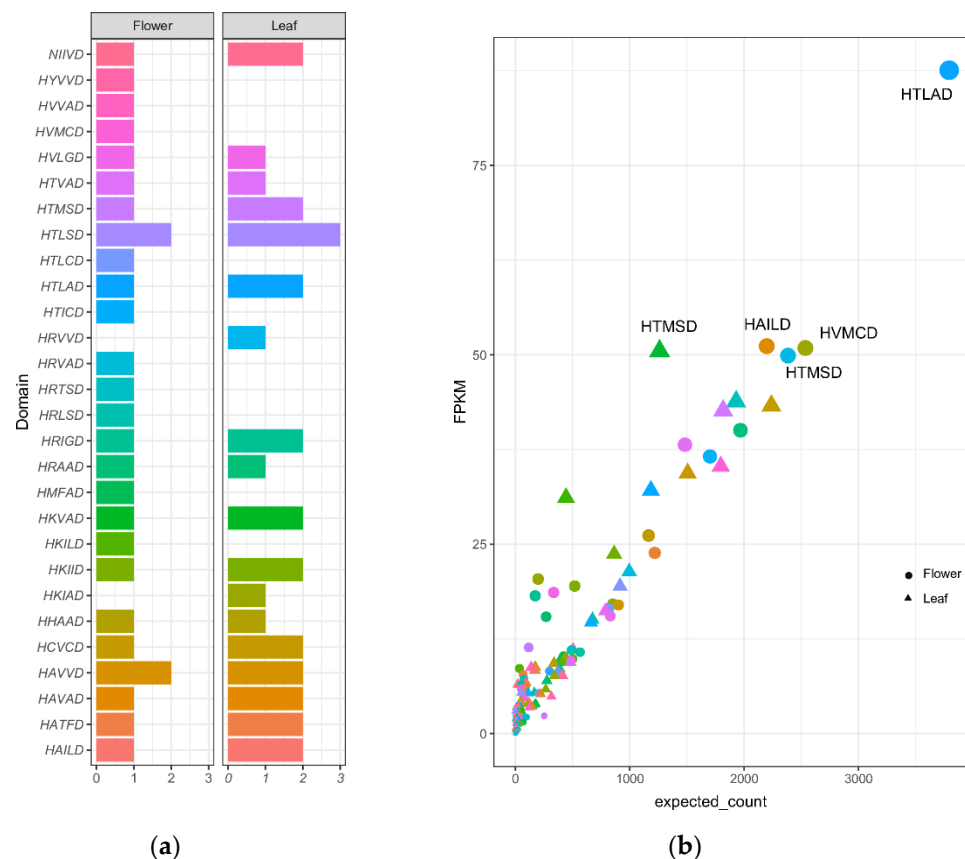 Flower Leaf
NIIVD
HYVVD
HVVAD
HVMCD
HVLGD
HTVAD
HTMSD
HTLSD
HTLCD
HTLAD
HTICD
HRVVD
HRVAD
HRTSD
HRLSD
HRIGD
HRAAD
HMFAD
HKVAD
HKILD
HKIID
HKIAD
HHAAD
HCVCD
HAVVD
HAVAD
HATFD
HAILD
Domain
0 1 2 3 0 1 2 3
(a)
HTLAD
75
HTMSD HAILD HVMCD
50
HTMSD
FPKM
25
Flower
Leaf
0
0 1000 2000 3000
expected_count
(b)